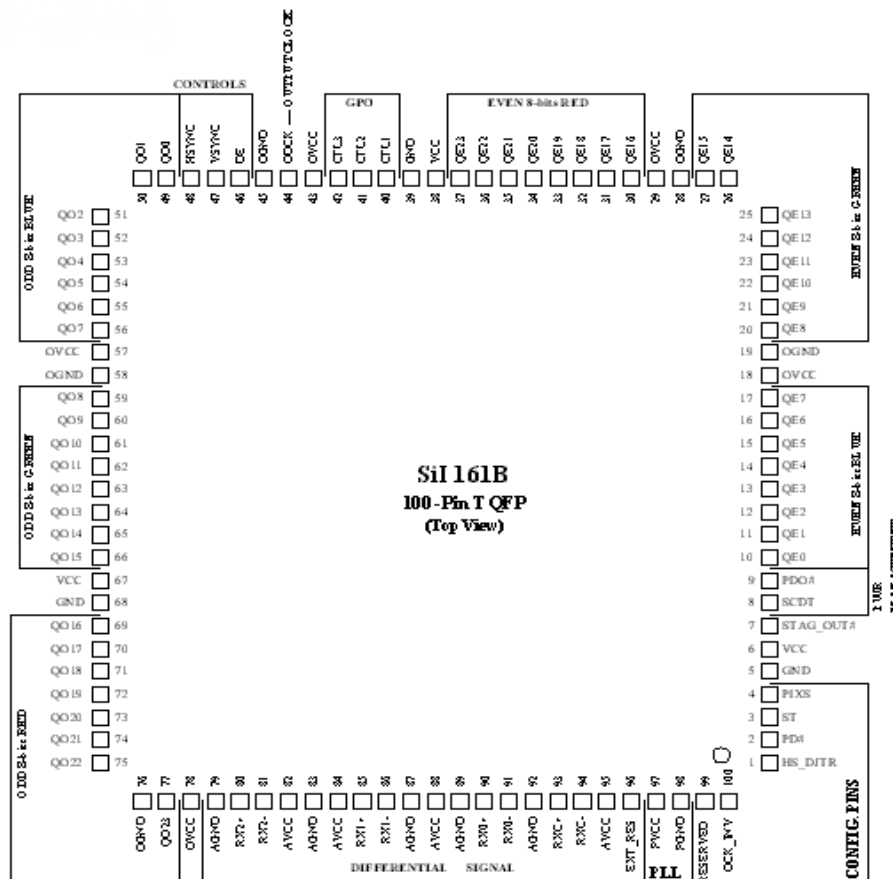 CONTROLS
GPO
EVEN 8-bits RED
QO1
QO0
HSYNC
VSYNC
DE
OGND
ODCK — OUTPUT CLOCK
OVCC
CTL3
CTL2
CTL1
GND
VCC
QE23
QE22
QE21
QE20
QE19
QE18
QE17
QE16
OVCC
OGND
QE15
QE14
50
49
48
47
46
45
44
43
42
41
40
39
38
37
36
35
34
33
32
31
30
29
28
27
26
ODD 8-bits BLUE
QO2 51
QO3 52
QO4 53
QO5 54
QO6 55
QO7 56
OVCC 57
OGND 58
ODD 8-bits GREEN
QO8 59
QO9 60
QO10 61
QO11 62
QO12 63
QO13 64
QO14 65
QO15 66
VCC 67
GND 68
ODD 8-bits RED
QO16 69
QO17 70
QO18 71
QO19 72
QO20 73
QO21 74
QO22 75
SiI 161B
100-Pin TQFP
(Top View)
25 QE13
24 QE12
23 QE11
22 QE10
21 QE9
20 QE8
EVEN 8-bits GREEN
19 OGND
18 OVCC
17 QE7
16 QE6
15 QE5
14 QE4
13 QE3
12 QE2
11 QE1
10 QE0
EVEN 8-bits BLUE
9 PDO#
8 SCDT
PWR
7 STAG_OUT#
6 VCC
5 GND
4 PIXS
3 ST
2 PD#
1 HS_DJTR
CONFIG. PINS
76
77
78
79
80
81
82
83
84
85
86
87
88
89
90
91
92
93
94
95
96
97
98
99
100
OGND
QO23
OVCC
AGND
RX2+
RX2-
AVCC
AGND
AVCC
RX1+
RX1-
AGND
AVCC
AGND
RX0+
RX0-
AGND
RXC+
RXC-
AVCC
EXT_RES
PVCC
PGND
RESERVED
OCK_INV
DIFFERENTIAL SIGNAL
PLL